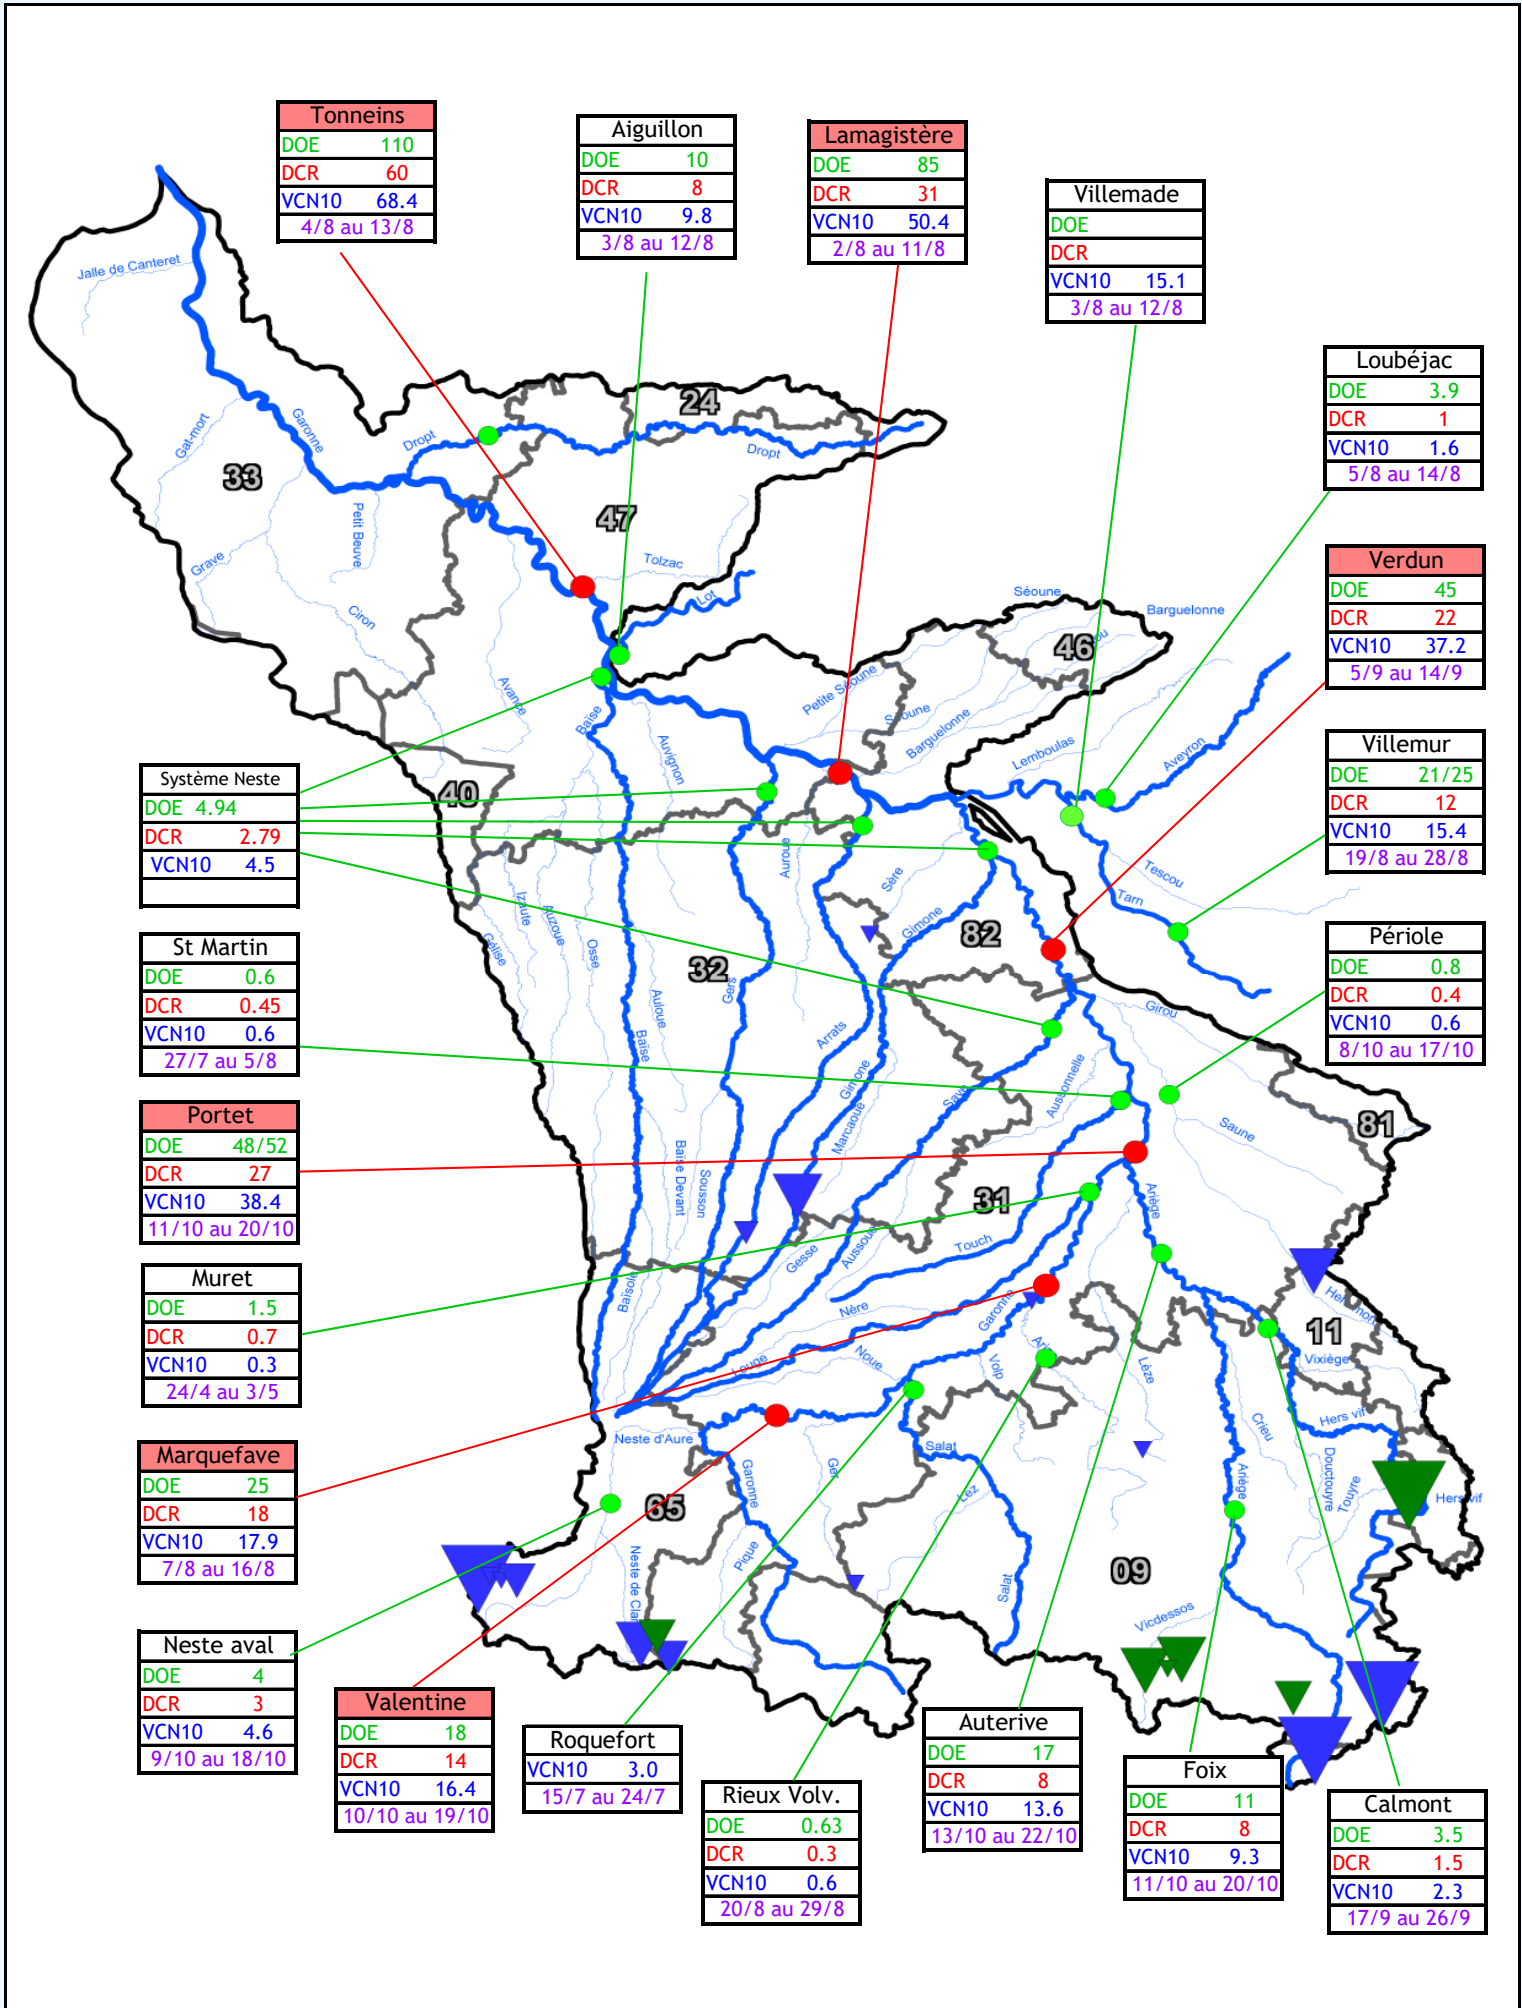 Tonneins
DOE 110
DCR 60
VCN10 68.4
4/8 au 13/8
Aiguillon
DOE 10
DCR 8
VCN10 9.8
3/8 au 12/8
Lamagistère
DOE 85
DCR 31
VCN10 50.4
2/8 au 11/8
Villemade
DOE
DCR
VCN10 15.1
3/8 au 12/8
Loubéjac
DOE 3.9
DCR 1
VCN10 1.6
5/8 au 14/8
Verdun
DOE 45
DCR 22
VCN10 37.2
5/9 au 14/9
Villemur
DOE 21/25
DCR 12
VCN10 15.4
19/8 au 28/8
Périole
DOE 0.8
DCR 0.4
VCN10 0.6
8/10 au 17/10
Système Neste
DOE 4.94
DCR 2.79
VCN10 4.5
St Martin
DOE 0.6
DCR 0.45
VCN10 0.6
27/7 au 5/8
Portet
DOE 48/52
DCR 27
VCN10 38.4
11/10 au 20/10
Muret
DOE 1.5
DCR 0.7
VCN10 0.3
24/4 au 3/5
Marquefave
DOE 25
DCR 18
VCN10 17.9
7/8 au 16/8
Neste aval
DOE 4
DCR 3
VCN10 4.6
9/10 au 18/10
Valentine
DOE 18
DCR 14
VCN10 16.4
10/10 au 19/10
Roquefort
VCN10 3.0
15/7 au 24/7
Rieux Volv.
DOE 0.63
DCR 0.3
VCN10 0.6
20/8 au 29/8
Auterive
DOE 17
DCR 8
VCN10 13.6
13/10 au 22/10
Foix
DOE 11
DCR 8
VCN10 9.3
11/10 au 20/10
Calmont
DOE 3.5
DCR 1.5
VCN10 2.3
17/9 au 26/9
Jalle de Canteret
Gat-mort
Garonne
Dropt
Dropt
24
33
47
Petit Beuve
Grave
Ciron
Tolzac
Lot
Avance
Séoune
Barguelonne
46
Petite Séoune
Séoune
Barguelonne
Lemboulas
Aveyron
Baïse
Auvignon
40
Auroue
Sère
Gimone
82
Tescou
Tarn
Izaute
Auzoue
Gélise
Osse
32
Gers
Auloue
Baïse
Arrats
Gimone
Marcaoue
Save
Aussonnelle
Girou
Saune
81
Baïse Devant
Sousson
31
Ariège
Touch
Gesse
Aussoue
Baïsole
Nère
Louge
Noue
Garonne
Volp
Lèze
11
Vixiège
Hers vif
Crieu
Douctouyre
Touyre
Hers vif
Neste d'Aure
Garonne
Ger
Salat
Lez
Ariège
65
Pique
Salat
09
Vicdessos